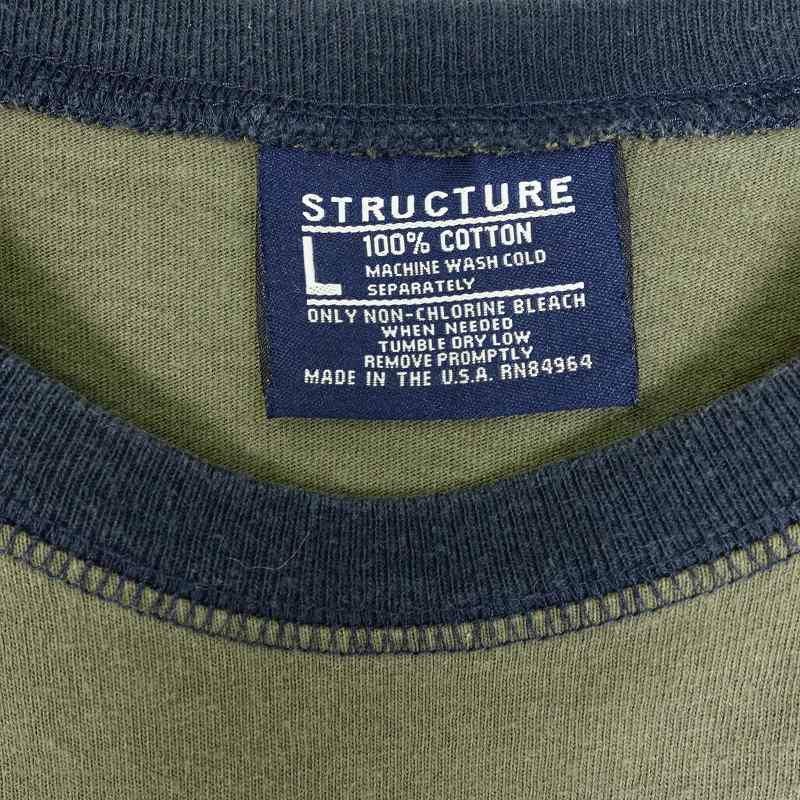 STRUCTURE
L 100% COTTON
MACHINE WASH COLD
SEPARATELY
ONLY NON-CHLORINE BLEACH
WHEN NEEDED
TUMBLE DRY LOW
REMOVE PROMPTLY
MADE IN THE U.S.A. RN84964